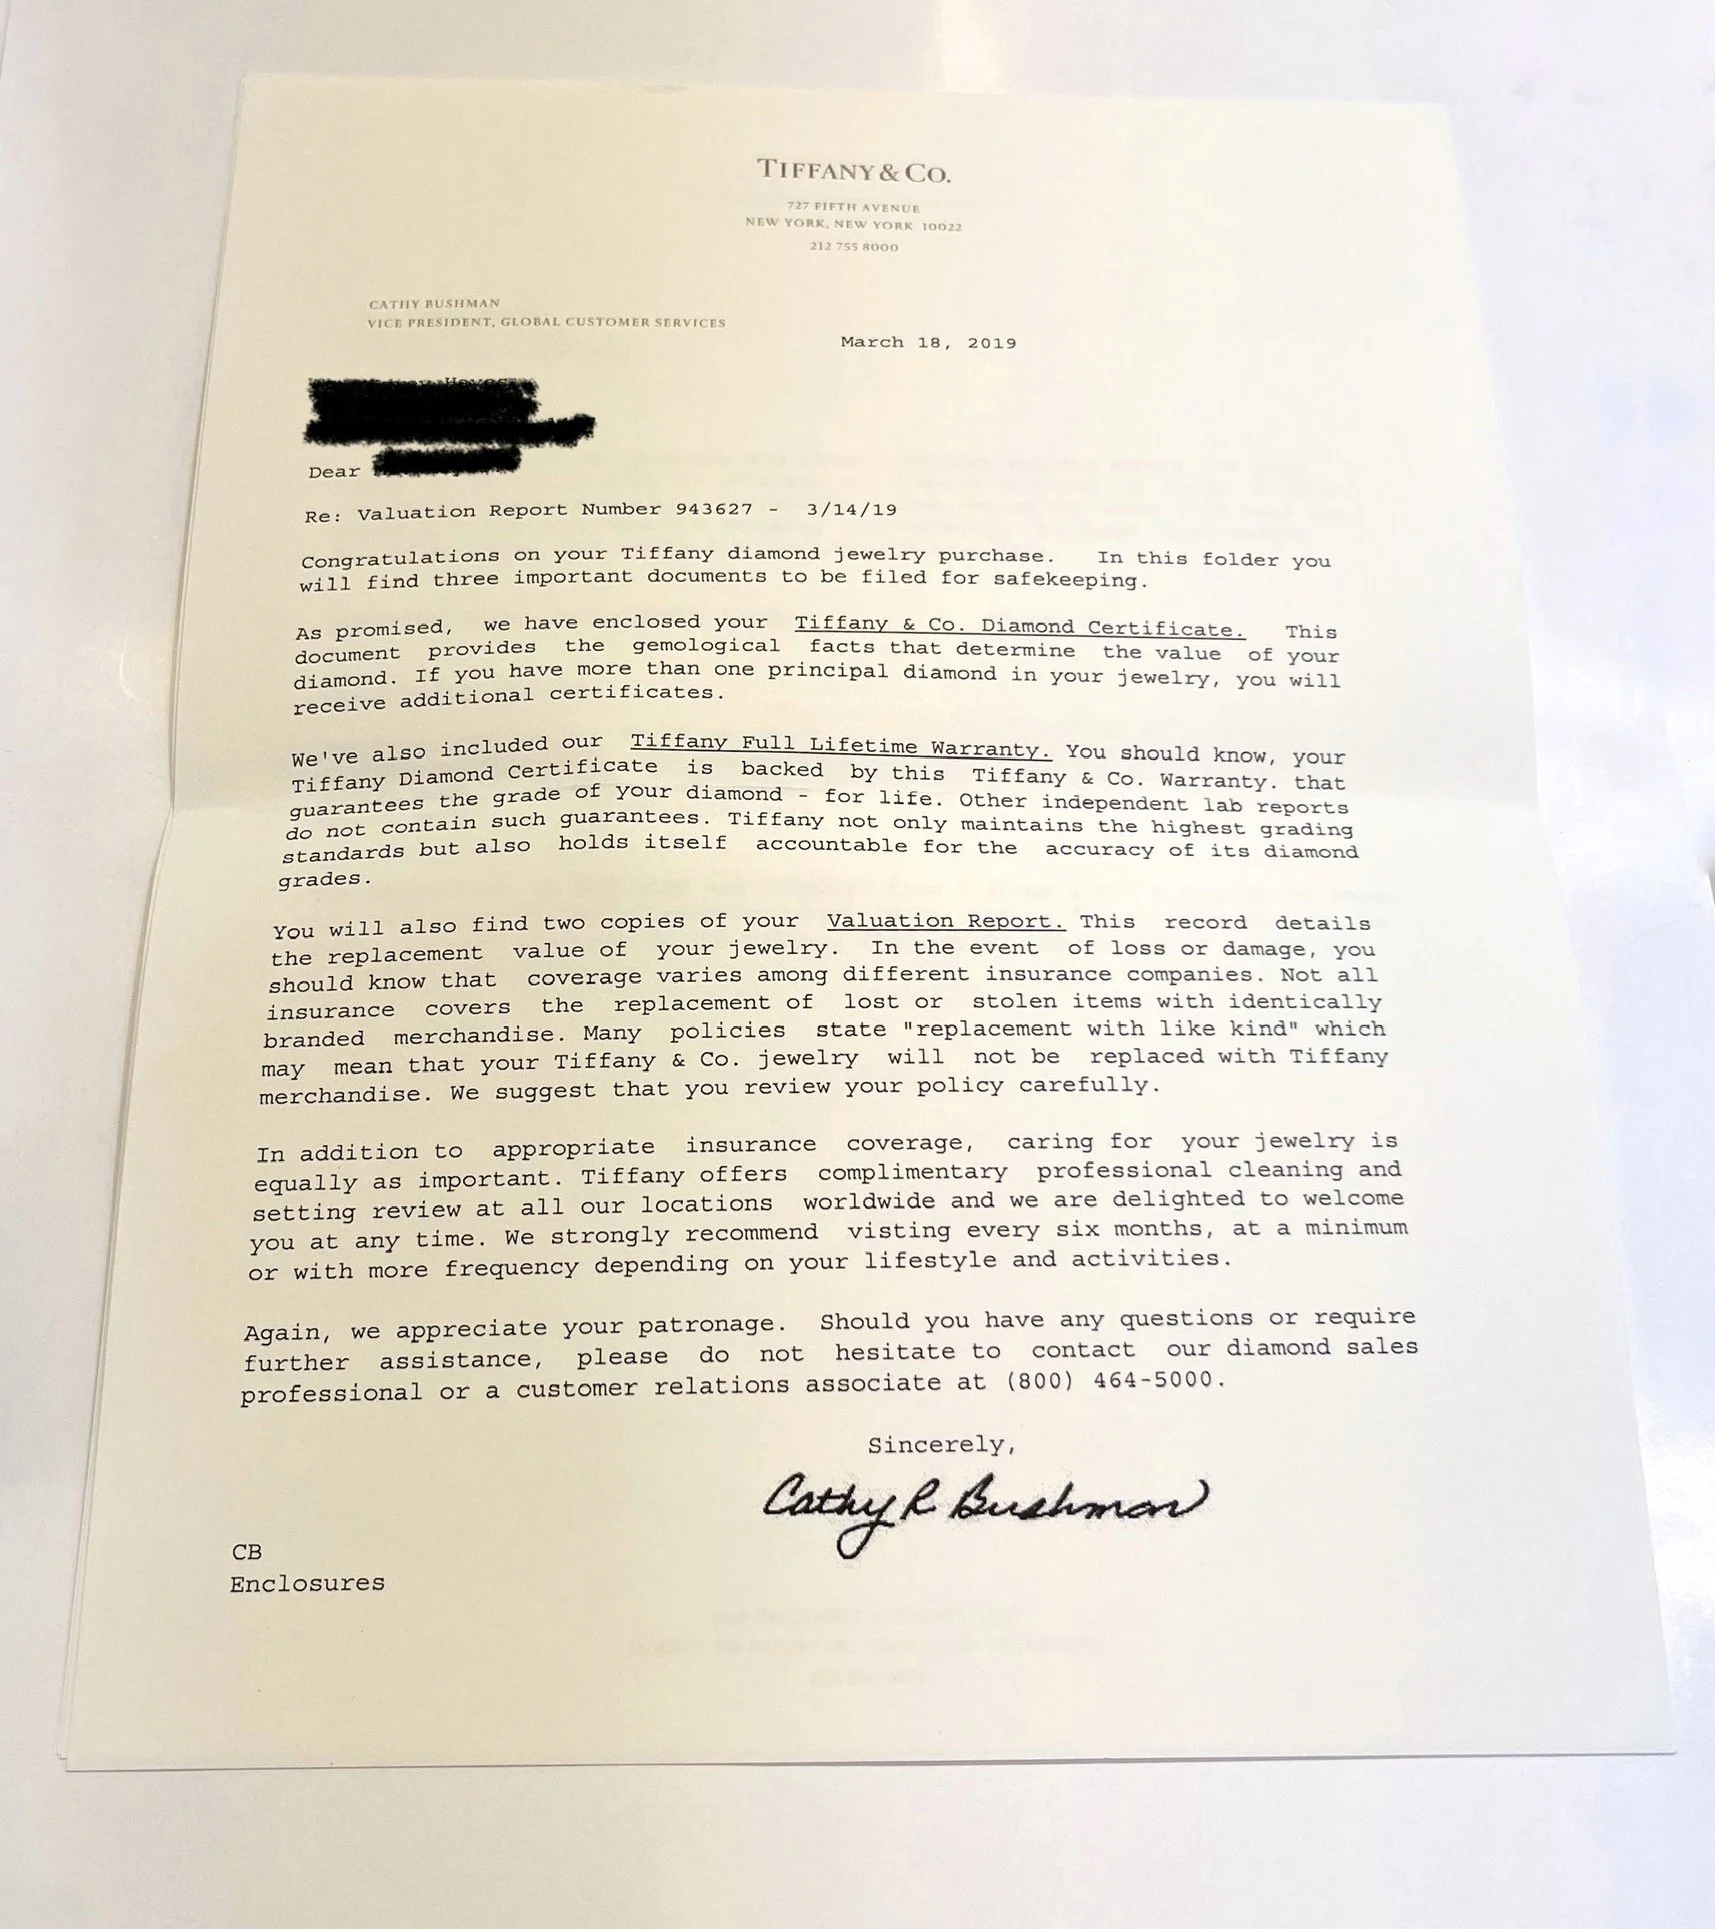 TIFFANY & CO.
727 FIFTH AVENUE
NEW YORK, NEW YORK 10022
212 755 8000
CATHY BUSHMAN
VICE PRESIDENT, GLOBAL CUSTOMER SERVICES
March 18, 2019
Dear
Re: Valuation Report Number 943627 - 3/14/19
Congratulations on your Tiffany diamond jewelry purchase. In this folder you
will find three important documents to be filed for safekeeping.
As promised, we have enclosed your Tiffany & Co. Diamond Certificate. This
document provides the gemological facts that determine the value of your
diamond. If you have more than one principal diamond in your jewelry, you will
receive additional certificates.
We've also included our Tiffany Full Lifetime Warranty. You should know, your
Tiffany Diamond Certificate is backed by this Tiffany & Co. Warranty. that
guarantees the grade of your diamond - for life. Other independent lab reports
do not contain such guarantees. Tiffany not only maintains the highest grading
standards but also holds itself accountable for the accuracy of its diamond
grades.
You will also find two copies of your Valuation Report. This record details
the replacement value of your jewelry. In the event of loss or damage, you
should know that coverage varies among different insurance companies. Not all
insurance covers the replacement of lost or stolen items with identically
branded merchandise. Many policies state "replacement with like kind" which
may mean that your Tiffany & Co. jewelry will not be replaced with Tiffany
merchandise. We suggest that you review your policy carefully.
In addition to appropriate insurance coverage, caring for your jewelry is
equally as important. Tiffany offers complimentary professional cleaning and
setting review at all our locations worldwide and we are delighted to welcome
you at any time. We strongly recommend visting every six months, at a minimum
or with more frequency depending on your lifestyle and activities.
Again, we appreciate your patronage. Should you have any questions or require
further assistance, please do not hesitate to contact our diamond sales
professional or a customer relations associate at (800) 464-5000.
Sincerely,
Cathy R Bushman
CB
Enclosures